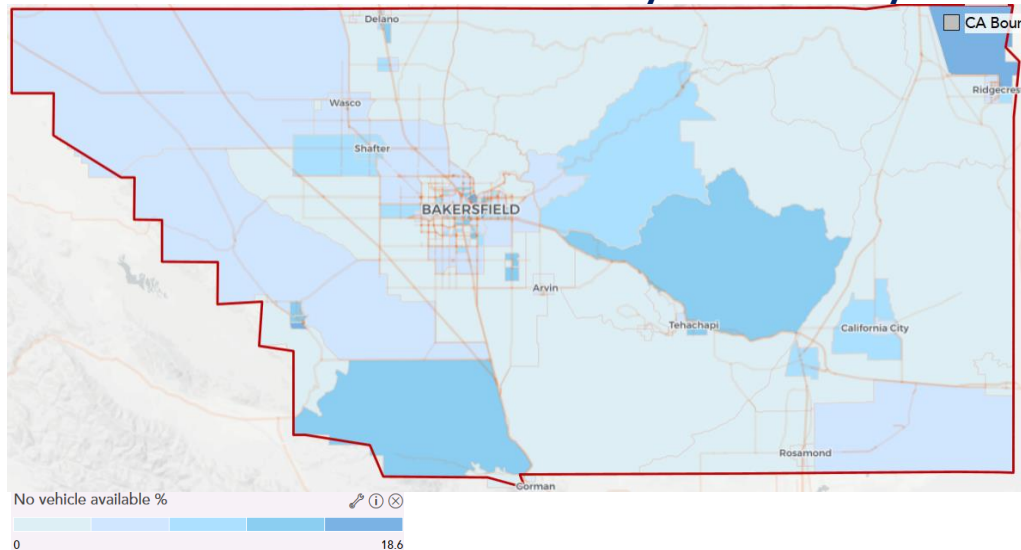 Delano
CA Bour
Ridgecres
Wasco
Shafter
BAKERSFIELD
Arvin
Tehachapi
California City
Rosamond
Gorman
No vehicle available %
0 18.6